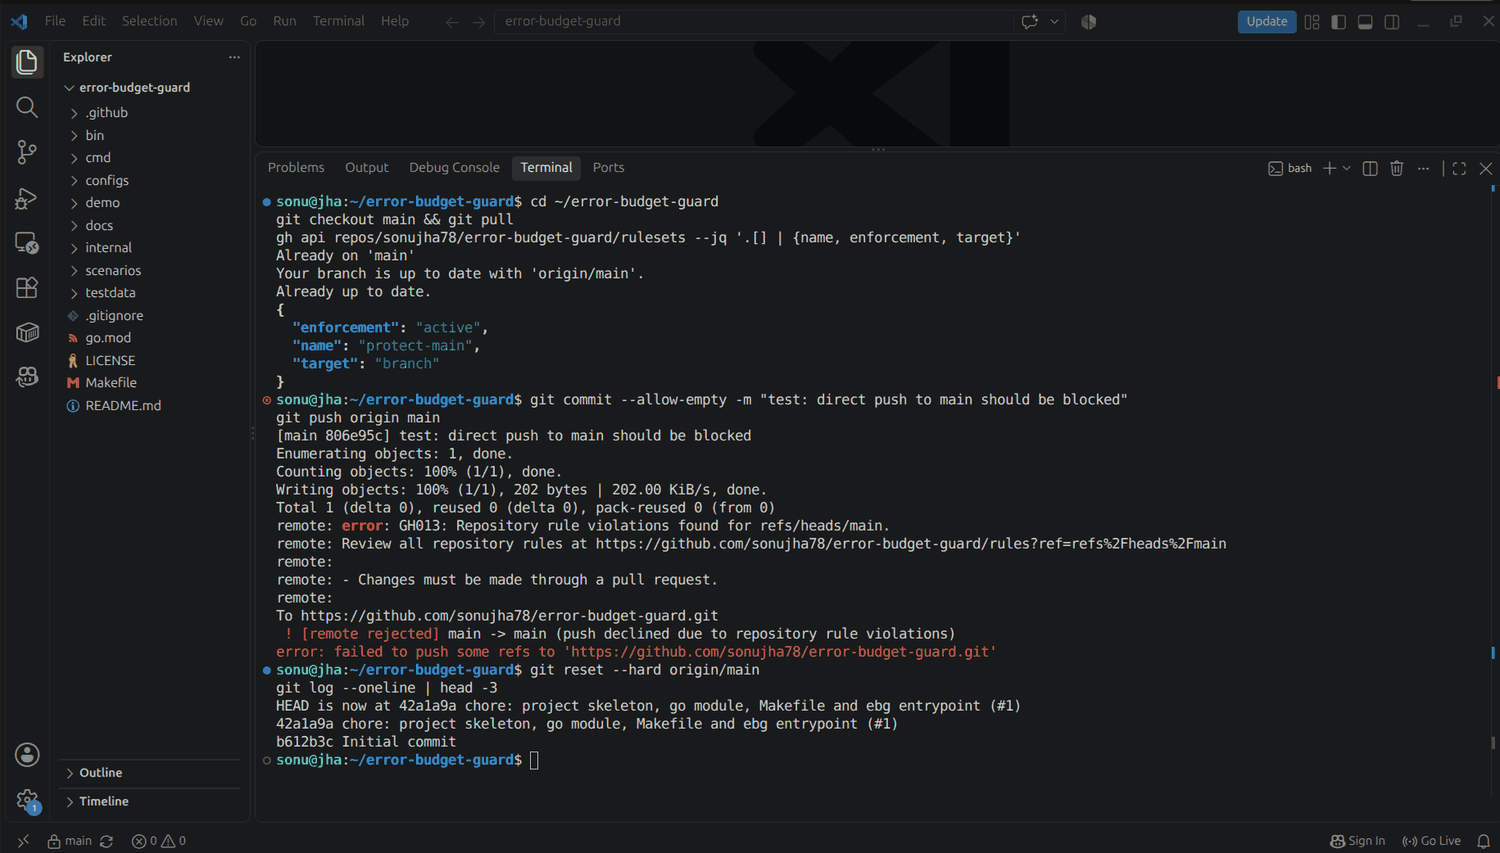 File Edit Selection View Go Run Terminal Help
error-budget-guard
Update
Explorer
error-budget-guard
.github
bin
cmd
configs
demo
docs
internal
scenarios
testdata
.gitignore
go.mod
LICENSE
Makefile
README.md
Outline
Timeline
Problems Output Debug Console Terminal Ports
bash
sonu@jha:~/error-budget-guard$ cd ~/error-budget-guard
git checkout main && git pull
gh api repos/sonujha78/error-budget-guard/rulesets --jq '.[] | {name, enforcement, target}'
Already on 'main'
Your branch is up to date with 'origin/main'.
Already up to date.
{
  "enforcement": "active",
  "name": "protect-main",
  "target": "branch"
}
sonu@jha:~/error-budget-guard$ git commit --allow-empty -m "test: direct push to main should be blocked"
git push origin main
[main 806e95c] test: direct push to main should be blocked
Enumerating objects: 1, done.
Counting objects: 100% (1/1), done.
Writing objects: 100% (1/1), 202 bytes | 202.00 KiB/s, done.
Total 1 (delta 0), reused 0 (delta 0), pack-reused 0 (from 0)
remote: error: GH013: Repository rule violations found for refs/heads/main.
remote: Review all repository rules at https://github.com/sonujha78/error-budget-guard/rules?ref=refs%2Fheads%2Fmain
remote:
remote: - Changes must be made through a pull request.
remote:
To https://github.com/sonujha78/error-budget-guard.git
 ! [remote rejected] main -> main (push declined due to repository rule violations)
error: failed to push some refs to 'https://github.com/sonujha78/error-budget-guard.git'
sonu@jha:~/error-budget-guard$ git reset --hard origin/main
git log --oneline | head -3
HEAD is now at 42a1a9a chore: project skeleton, go module, Makefile and ebg entrypoint (#1)
42a1a9a chore: project skeleton, go module, Makefile and ebg entrypoint (#1)
b612b3c Initial commit
sonu@jha:~/error-budget-guard$
1
main 0 0
Sign In Go Live